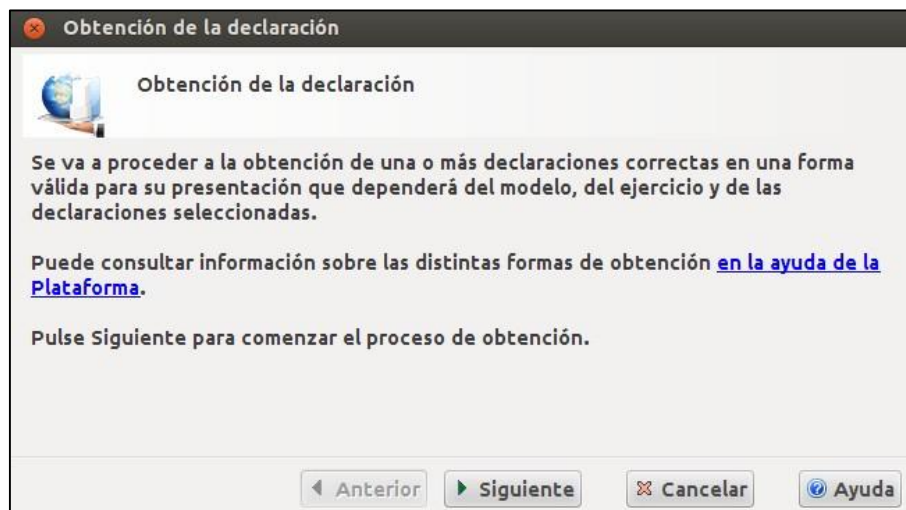 Obtención de la declaración
Obtención de la declaración
Se va a proceder a la obtención de una o más declaraciones correctas en una forma
válida para su presentación que dependerá del modelo, del ejercicio y de las
declaraciones seleccionadas.
Puede consultar información sobre las distintas formas de obtención en la ayuda de la
Plataforma.
Pulse Siguiente para comenzar el proceso de obtención.
Anterior Siguiente Cancelar Ayuda